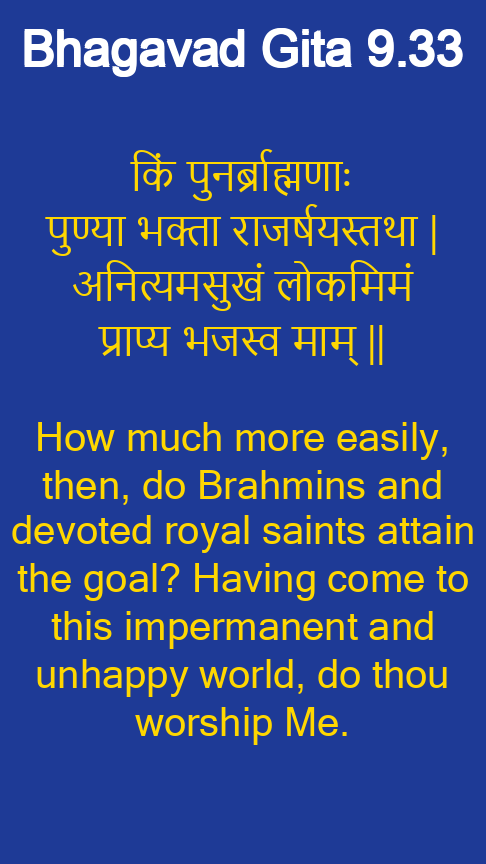 Bhagavad Gita 9.33
किं पुनर्ब्राह्मणाः
पुण्या भक्ता राजर्षयस्तथा |
अनित्यमसुखं लोकमिमं
प्राप्य भजस्व माम् ||
How much more easily,
then, do Brahmins and
devoted royal saints attain
the goal? Having come to
this impermanent and
unhappy world, do thou
worship Me.